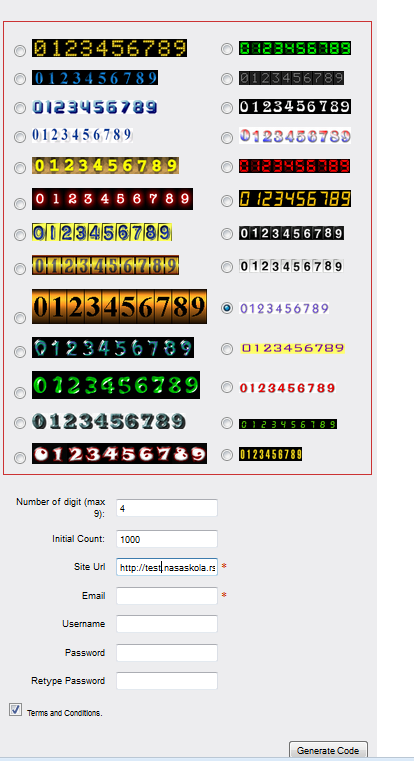 0123456789 0123456789
0123456789 0123456789
0123456789 0123456789
0123456789 0123456789
0123456789 0123456789
0123456789 0123456789
0123456789 0123456789
0123456789 0123456789
0123456789 0123456789
0123456789 0123456789
0123456789 0123456789
0123456789 0123456789
0123456789 0123456789
Number of digit (max
9): 4
Initial Count: 1000
Site Url http://test.nasaskola.rs *
Email *
Username
Password
Retype Password
Terms and Conditions.
Generate Code